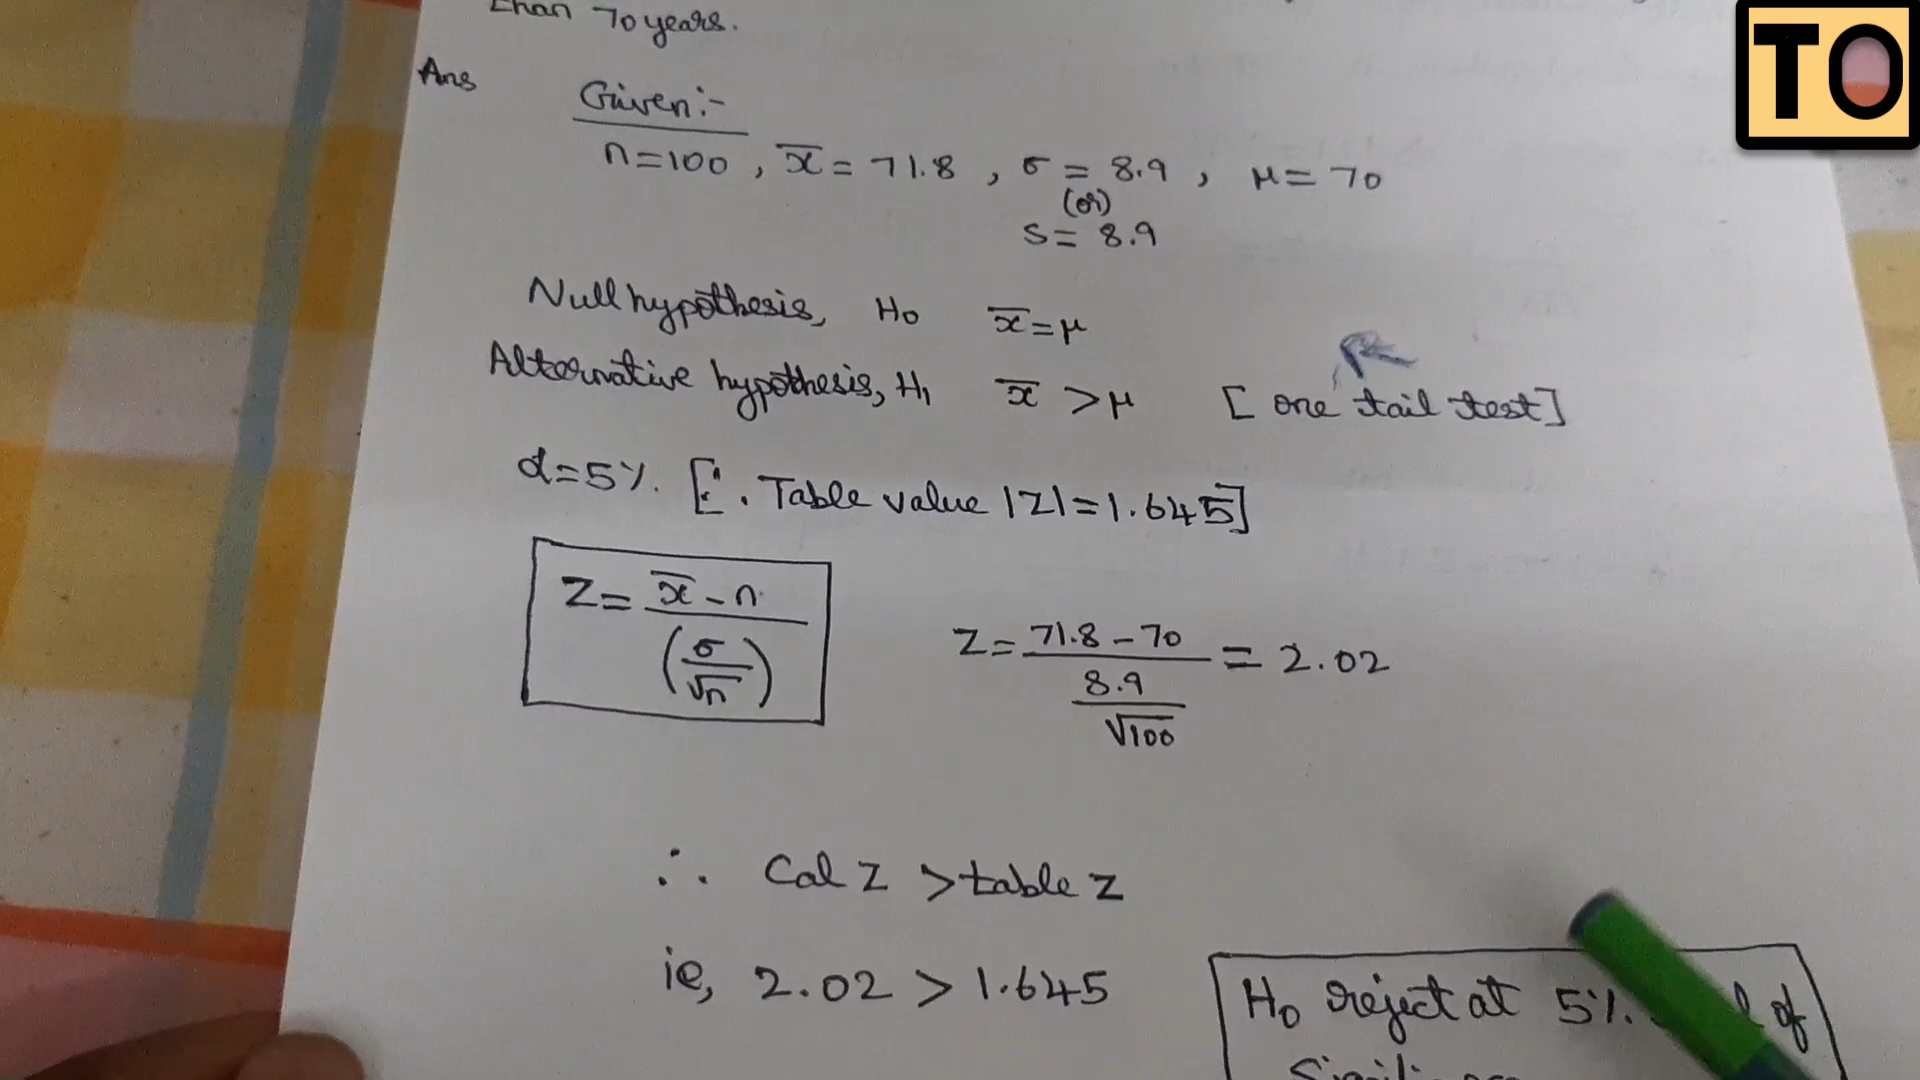 than 70 years.
TO
Ans
Given:-
n=100, x̄ = 71.8, σ = 8.9, μ = 70
(or)
s = 8.9
Null hypothesis, H₀ x̄ = μ
Alternative hypothesis, H₁ x̄ > μ [one tail test]
α=5%. [∵ Table value |Z|=1.645]
Z = x̄ - n / (σ/√n)
Z = 71.8 - 70 / (8.9/√100) = 2.02
∴ Cal Z > table Z
ie, 2.02 > 1.645
H₀ reject at 5% of